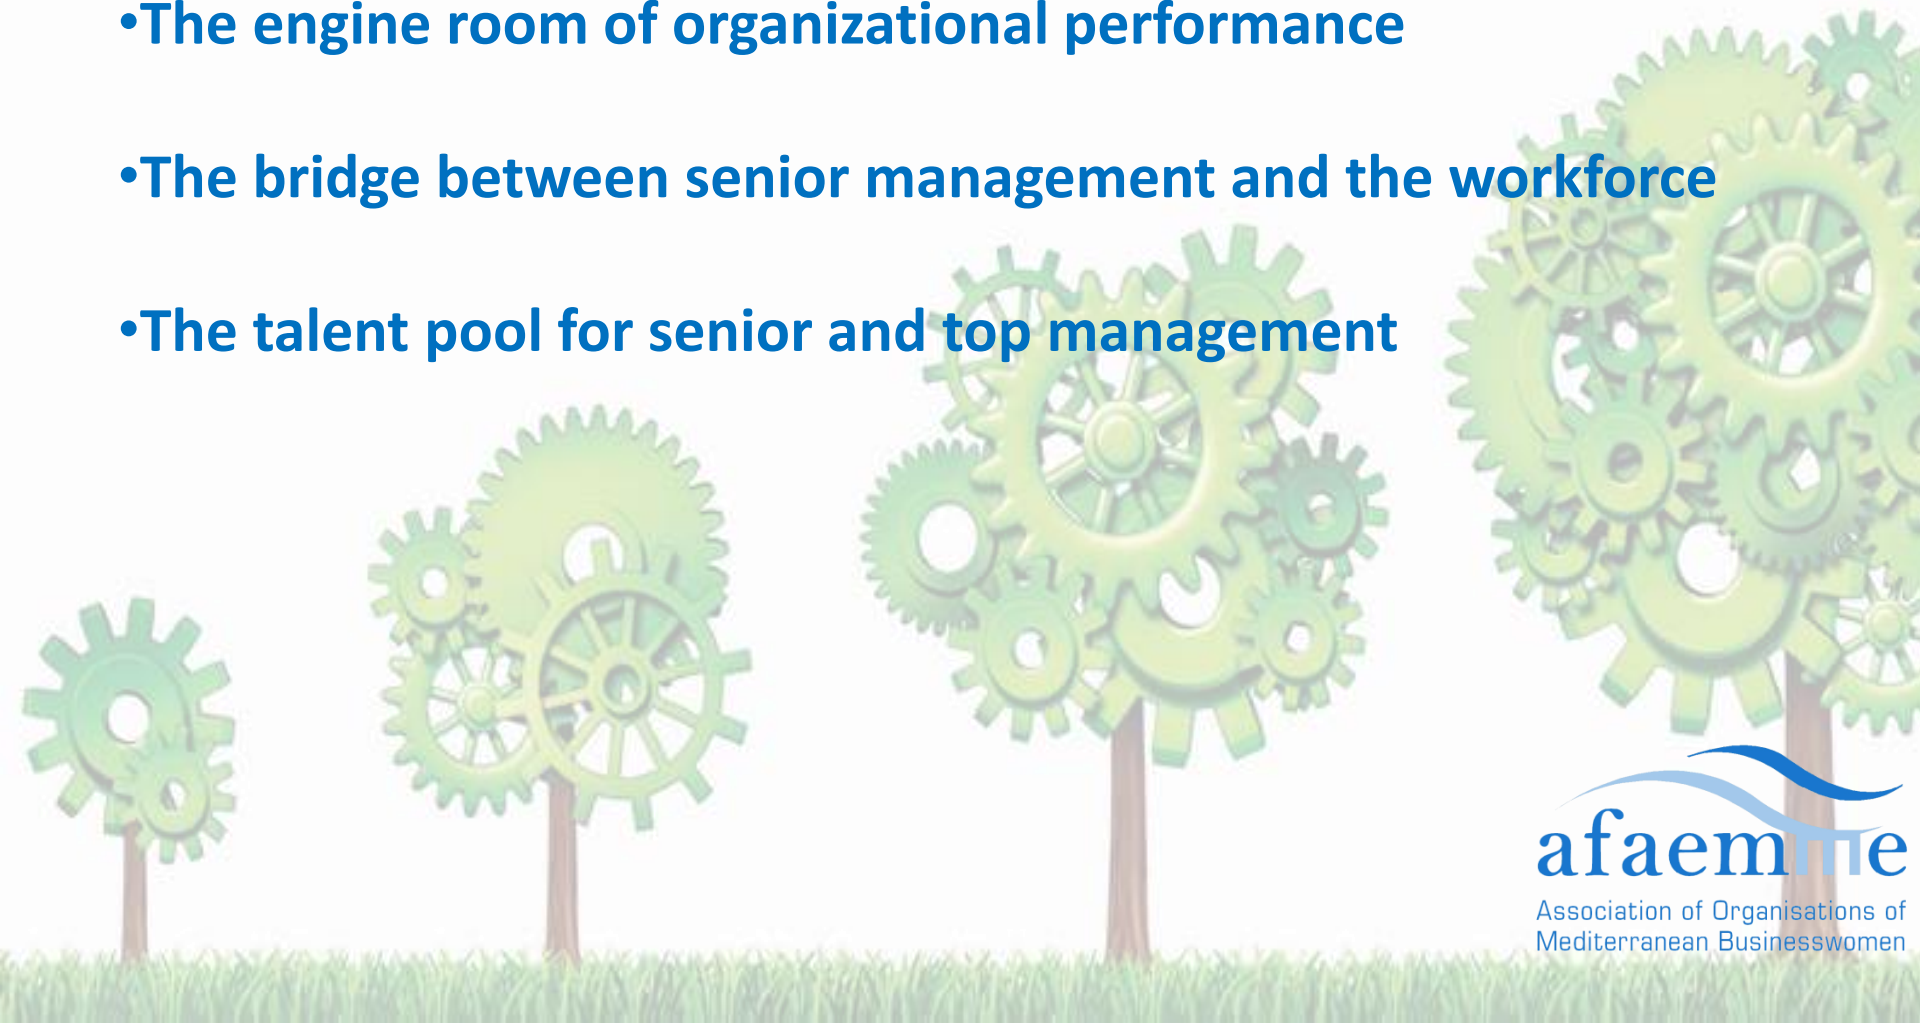 •The engine room of organizational performance
•The bridge between senior management and the workforce
•The talent pool for senior and top management
afaemme
Association of Organisations of
Mediterranean Businesswomen